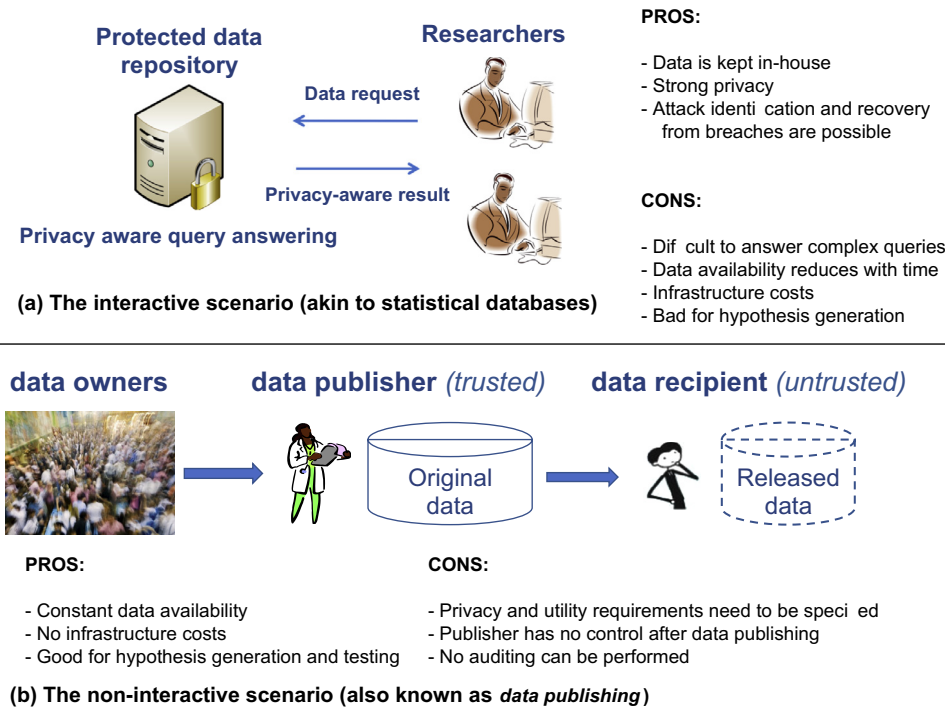 Protected data
repository
Researchers
Data request
Privacy-aware result
Privacy aware query answering
(a) The interactive scenario (akin to statistical databases)
PROS:
- Data is kept in-house
- Strong privacy
- Attack identi cation and recovery
from breaches are possible
CONS:
- Dif cult to answer complex queries
- Data availability reduces with time
- Infrastructure costs
- Bad for hypothesis generation
data owners
data publisher (trusted)
data recipient (untrusted)
Original
data
Released
data
PROS:
- Constant data availability
- No infrastructure costs
- Good for hypothesis generation and testing
CONS:
- Privacy and utility requirements need to be speci ed
- Publisher has no control after data publishing
- No auditing can be performed
(b) The non-interactive scenario (also known as data publishing)